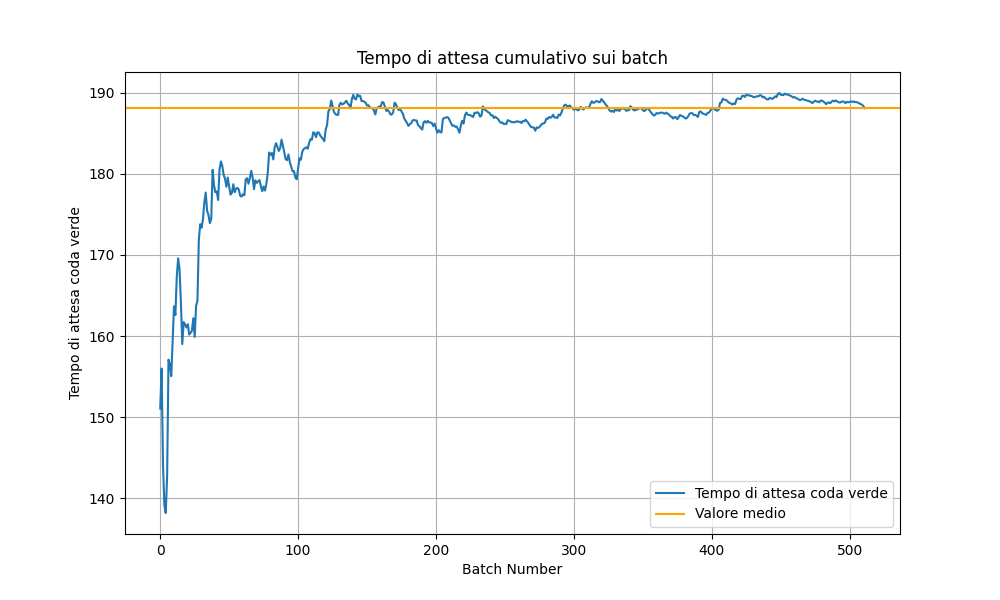 Tempo di attesa cumulativo sui batch
Tempo di attesa coda verde
190
180
170
160
150
140
0 100 200 300 400 500
Batch Number
Tempo di attesa coda verde
Valore medio